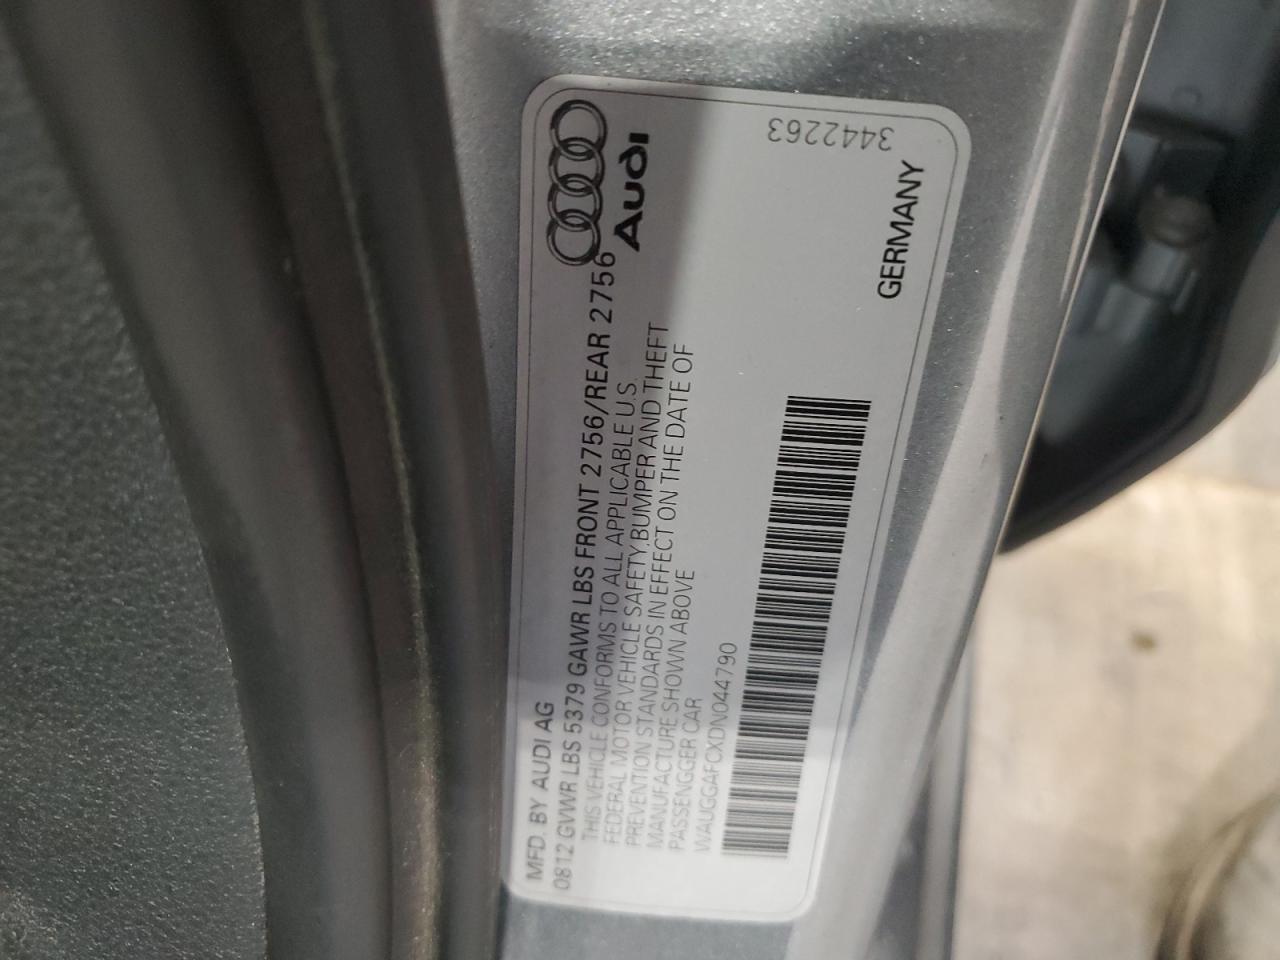 MFD. BY AUDI AG
0812 GVWR LBS 5379 GAWR LBS FRONT 2756/REAR 2756
THIS VEHICLE CONFORMS TO ALL APPLICABLE U.S.
FEDERAL MOTOR VEHICLE SAFETY, BUMPER AND THEFT
PREVENTION STANDARDS IN EFFECT ON THE DATE OF
MANUFACTURE SHOWN ABOVE
PASSENGGER CAR
WAUGGAFCXDN044790
Audi
GERMANY
3442263